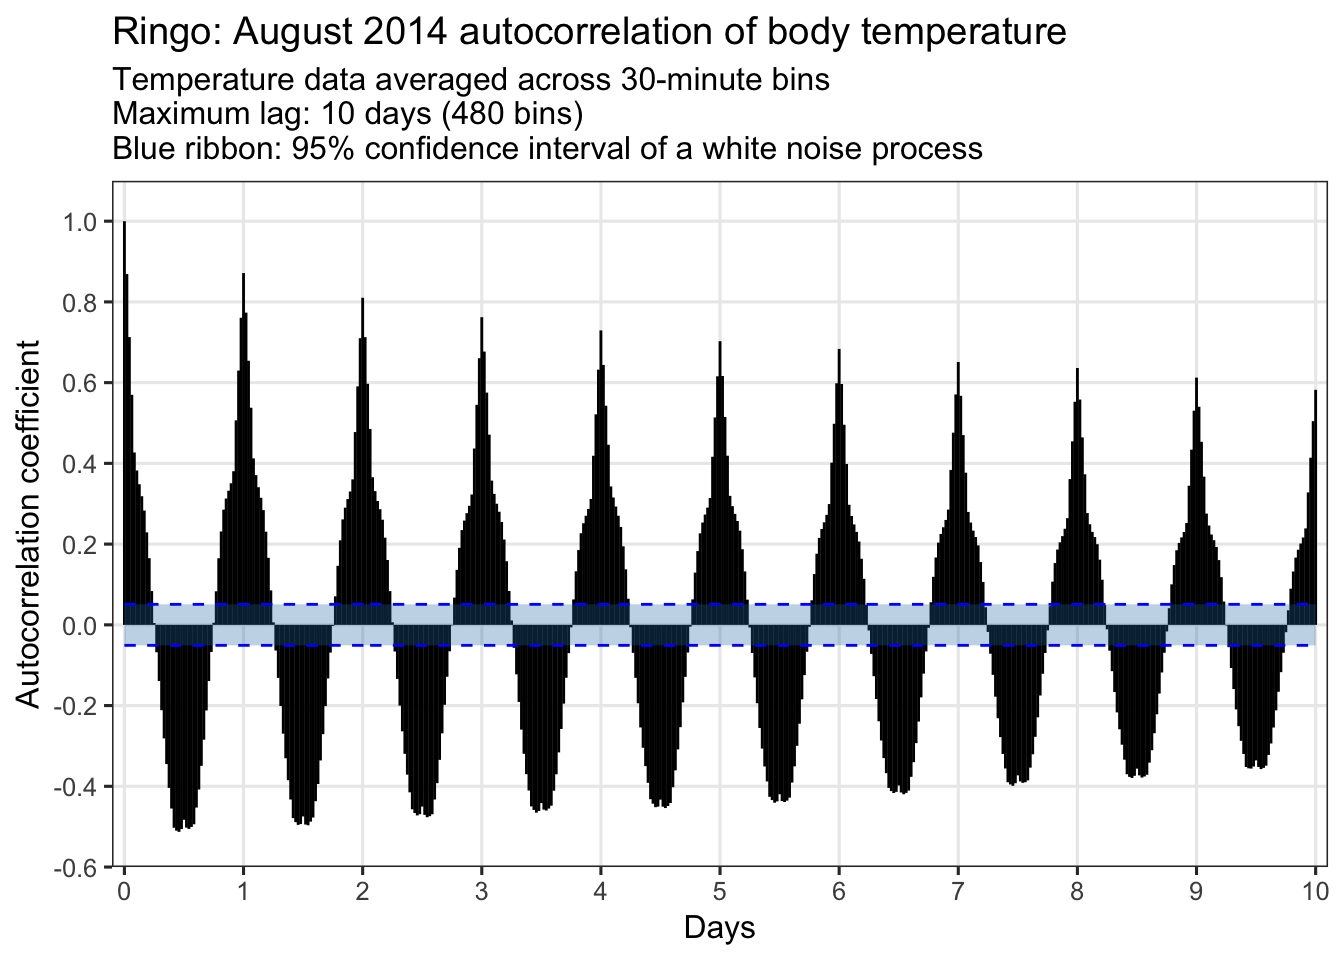 Ringo: August 2014 autocorrelation of body temperature
Temperature data averaged across 30-minute bins
Maximum lag: 10 days (480 bins)
Blue ribbon: 95% confidence interval of a white noise process
Autocorrelation coefficient
1.0
0.8
0.6
0.4
0.2
0.0
-0.2
-0.4
-0.6
0 1 2 3 4 5 6 7 8 9 10
Days